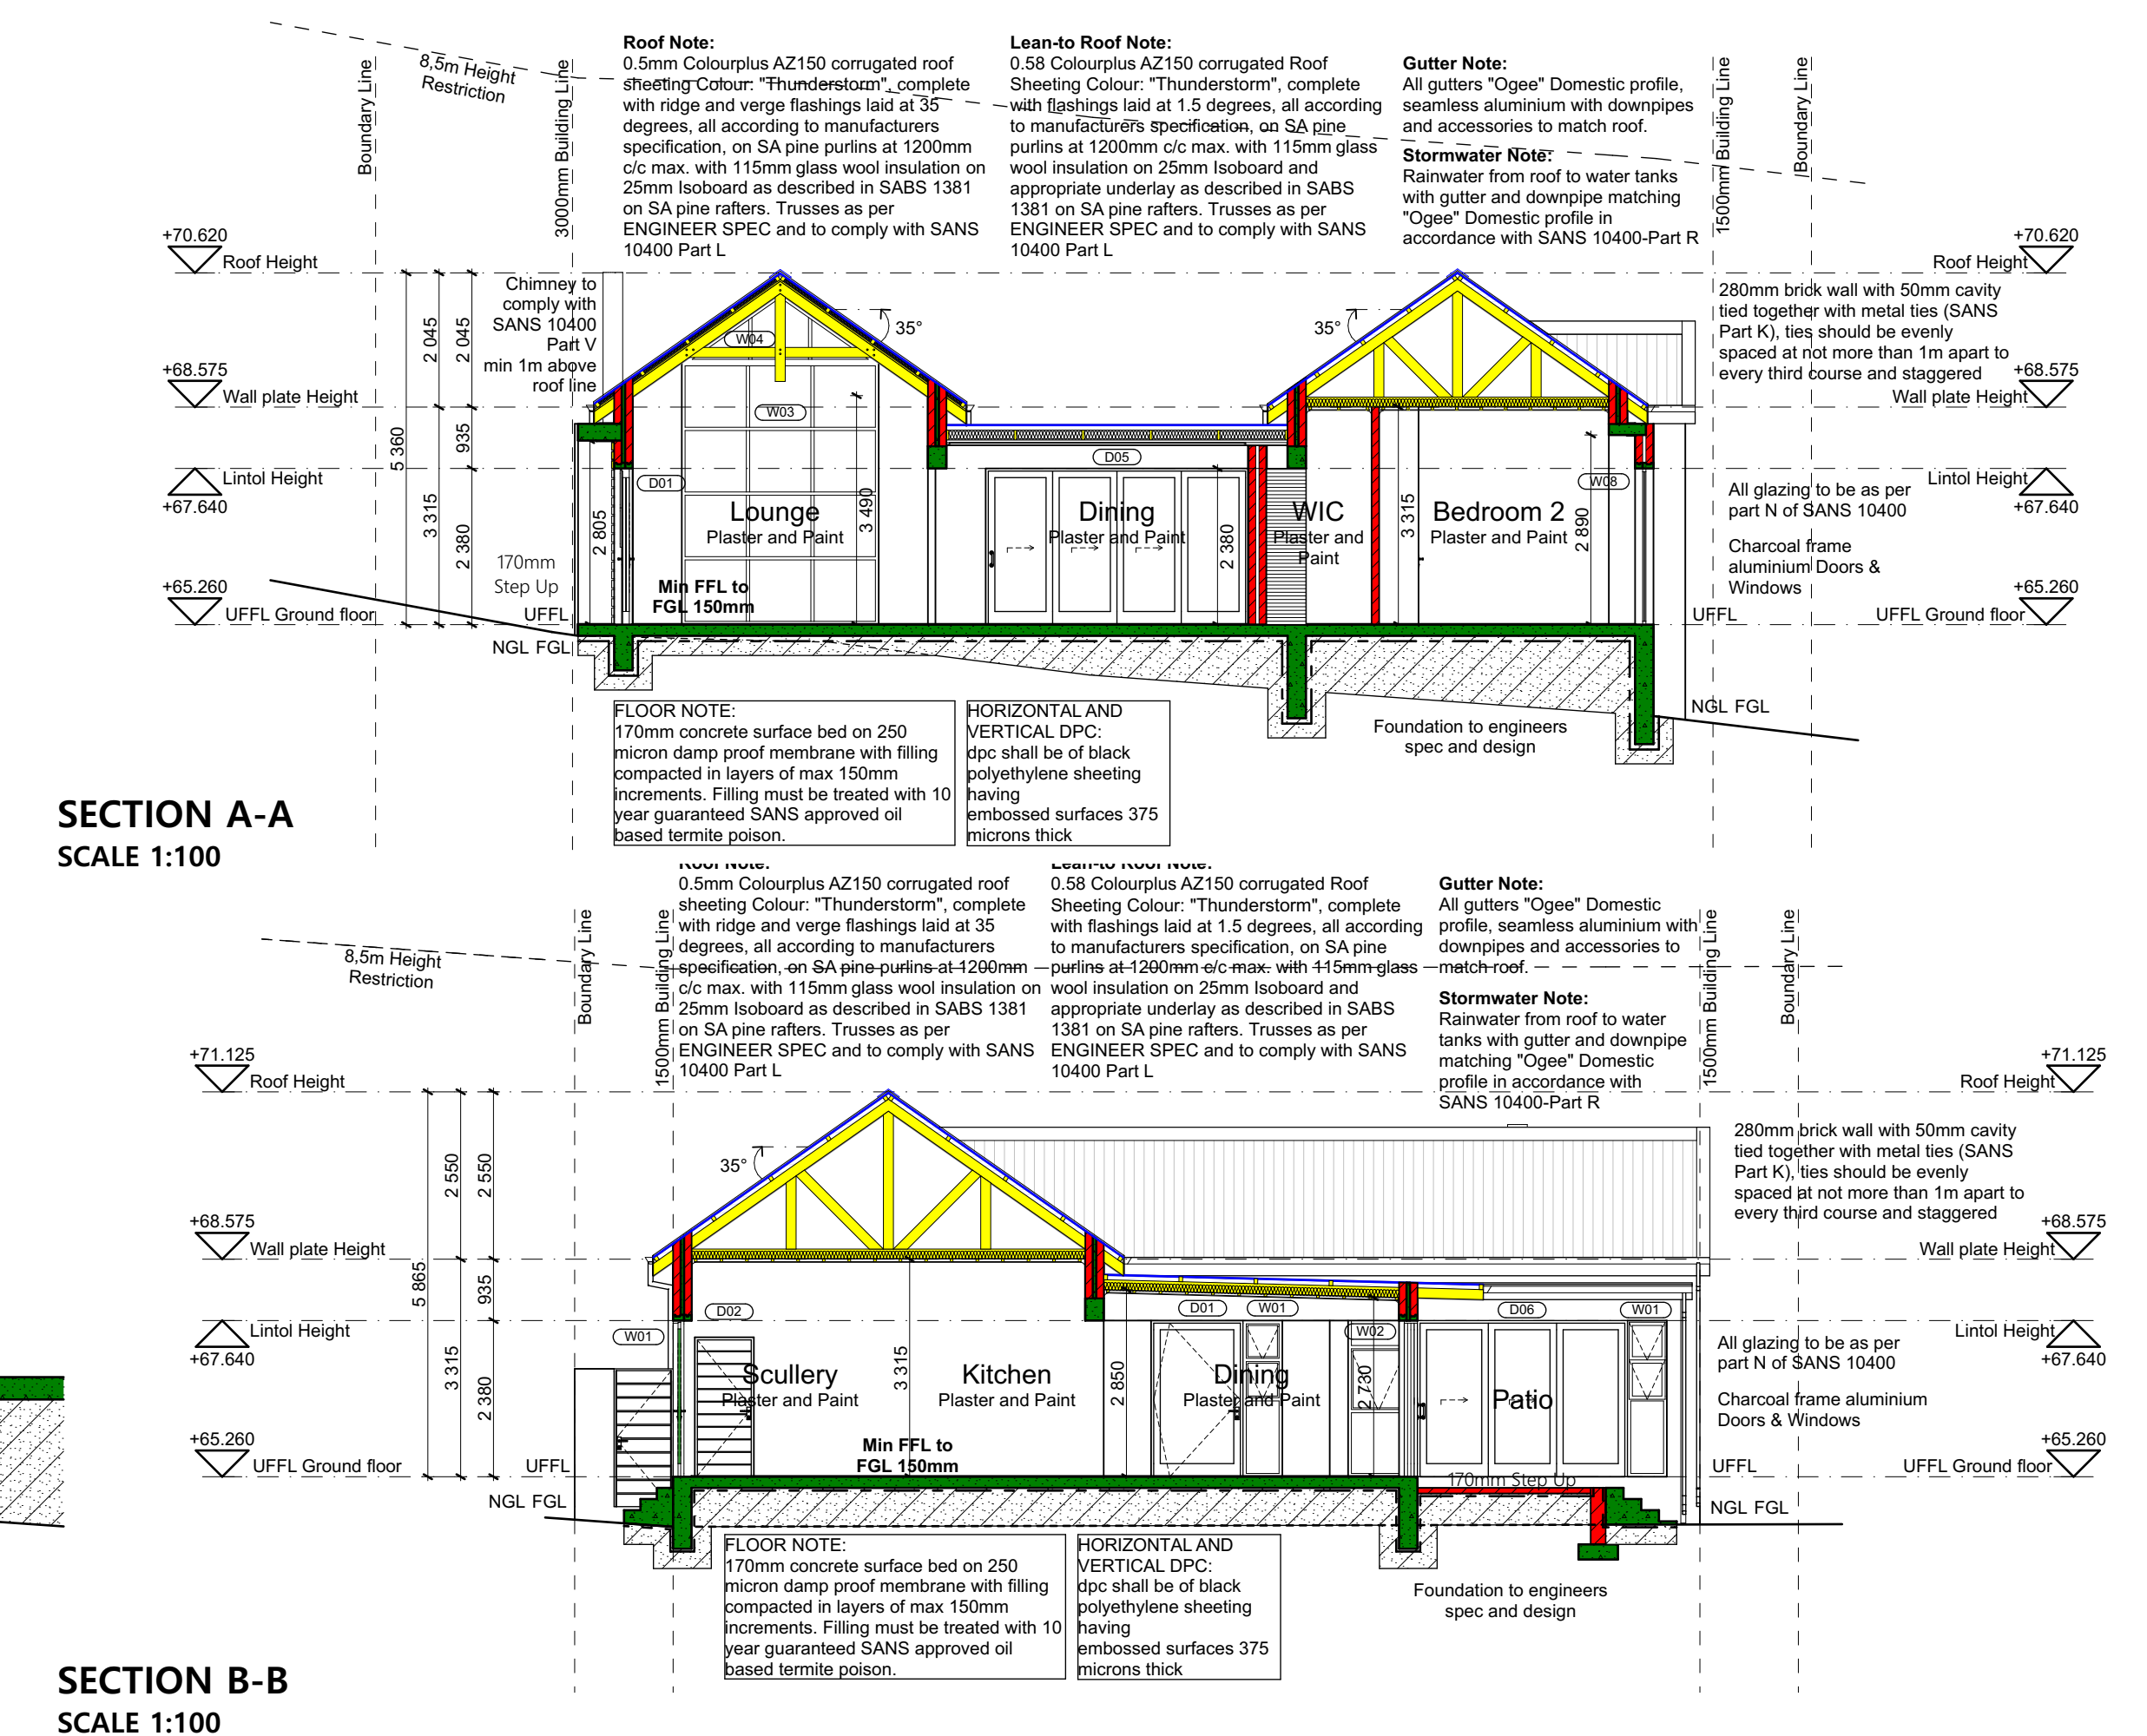 8,5m Height
Restriction
Boundary Line
3000mm Building Line
Roof Note:
0.5mm Colourplus AZ150 corrugated roof
sheeting Colour: "Thunderstorm", complete
with ridge and verge flashings laid at 35
degrees, all according to manufacturers
specification, on SA pine purlins at 1200mm
c/c max. with 115mm glass wool insulation on
25mm Isoboard as described in SABS 1381
on SA pine rafters. Trusses as per
ENGINEER SPEC and to comply with SANS
10400 Part L
Lean-to Roof Note:
0.58 Colourplus AZ150 corrugated Roof
Sheeting Colour: "Thunderstorm", complete
with flashings laid at 1.5 degrees, all according
to manufacturers specification, on SA pine
purlins at 1200mm c/c max. with 115mm glass
wool insulation on 25mm Isoboard and
appropriate underlay as described in SABS
1381 on SA pine rafters. Trusses as per
ENGINEER SPEC and to comply with SANS
10400 Part L
Gutter Note:
All gutters "Ogee" Domestic profile,
seamless aluminium with downpipes
and accessories to match roof.
Stormwater Note:
Rainwater from roof to water tanks
with gutter and downpipe matching
"Ogee" Domestic profile in
accordance with SANS 10400-Part R
1500mm Building Line
Boundary Line
+70.620
Roof Height
+68.575
Wall plate Height
Lintol Height
+67.640
+65.260
UFFL Ground floor
5 360
2 045
3 315
2 045
935
2 380
Chimney to
comply with
SANS 10400
Part V
min 1m above
roof line
170mm
Step Up
UFFL
NGL FGL
35°
W04
W03
D01
2 805
Lounge
Plaster and Paint
3 490
Min FFL to
FGL 150mm
D05
Dining
Plaster and Paint
2 380
WIC
Plaster and
Paint
35°
3 315
Bedroom 2
Plaster and Paint
2 890
W08
+70.620
Roof Height
280mm brick wall with 50mm cavity
tied together with metal ties (SANS
Part K), ties should be evenly
spaced at not more than 1m apart to
every third course and staggered
+68.575
Wall plate Height
Lintol Height
+67.640
All glazing to be as per
part N of SANS 10400
Charcoal frame
aluminium Doors &
Windows
+65.260
UFFL
UFFL Ground floor
NGL FGL
FLOOR NOTE:
170mm concrete surface bed on 250
micron damp proof membrane with filling
compacted in layers of max 150mm
increments. Filling must be treated with 10
year guaranteed SANS approved oil
based termite poison.
HORIZONTAL AND
VERTICAL DPC:
dpc shall be of black
polyethylene sheeting
having
embossed surfaces 375
microns thick
Foundation to engineers
spec and design
SECTION A-A
SCALE 1:100
8,5m Height
Restriction
Boundary Line
1500mm Building Line
Roof Note:
0.5mm Colourplus AZ150 corrugated roof
sheeting Colour: "Thunderstorm", complete
with ridge and verge flashings laid at 35
degrees, all according to manufacturers
specification, on SA pine purlins at 1200mm
c/c max. with 115mm glass wool insulation on
25mm Isoboard as described in SABS 1381
on SA pine rafters. Trusses as per
ENGINEER SPEC and to comply with SANS
10400 Part L
Lean-to Roof Note:
0.58 Colourplus AZ150 corrugated Roof
Sheeting Colour: "Thunderstorm", complete
with flashings laid at 1.5 degrees, all according
to manufacturers specification, on SA pine
purlins at 1200mm c/c max. with 115mm glass
wool insulation on 25mm Isoboard and
appropriate underlay as described in SABS
1381 on SA pine rafters. Trusses as per
ENGINEER SPEC and to comply with SANS
10400 Part L
Gutter Note:
All gutters "Ogee" Domestic
profile, seamless aluminium with
downpipes and accessories to
match roof.
Stormwater Note:
Rainwater from roof to water
tanks with gutter and downpipe
matching "Ogee" Domestic
profile in accordance with
SANS 10400-Part R
1500mm Building Line
Boundary Line
+71.125
Roof Height
+68.575
Wall plate Height
Lintol Height
+67.640
+65.260
UFFL Ground floor
5 865
2 550
3 315
2 550
935
2 380
UFFL
NGL FGL
35°
W01
D02
Scullery
Plaster and Paint
3 315
Kitchen
Plaster and Paint
Min FFL to
FGL 150mm
2 850
D01
W01
Dining
Plaster and Paint
W02
2 730
D06
W01
Patio
170mm Step Up
+71.125
Roof Height
280mm brick wall with 50mm cavity
tied together with metal ties (SANS
Part K), ties should be evenly
spaced at not more than 1m apart to
every third course and staggered
+68.575
Wall plate Height
Lintol Height
+67.640
All glazing to be as per
part N of SANS 10400
Charcoal frame aluminium
Doors & Windows
+65.260
UFFL
UFFL Ground floor
NGL FGL
FLOOR NOTE:
170mm concrete surface bed on 250
micron damp proof membrane with filling
compacted in layers of max 150mm
increments. Filling must be treated with 10
year guaranteed SANS approved oil
based termite poison.
HORIZONTAL AND
VERTICAL DPC:
dpc shall be of black
polyethylene sheeting
having
embossed surfaces 375
microns thick
Foundation to engineers
spec and design
SECTION B-B
SCALE 1:100